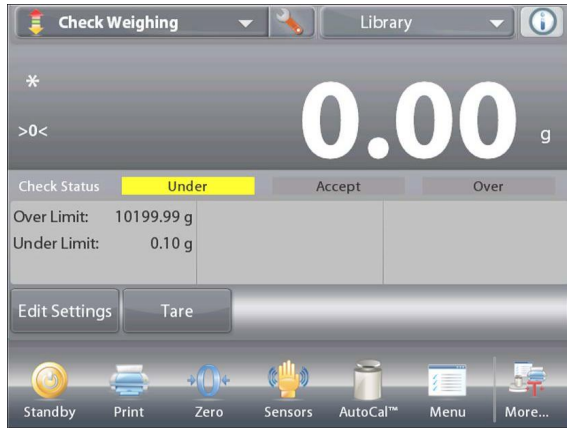 Check Weighing
Library
*
>0<
0.00 g
Check Status Under Accept Over
Over Limit: 10199.99 g
Under Limit: 0.10 g
Edit Settings Tare
Standby Print Zero Sensors AutoCal™ Menu More...